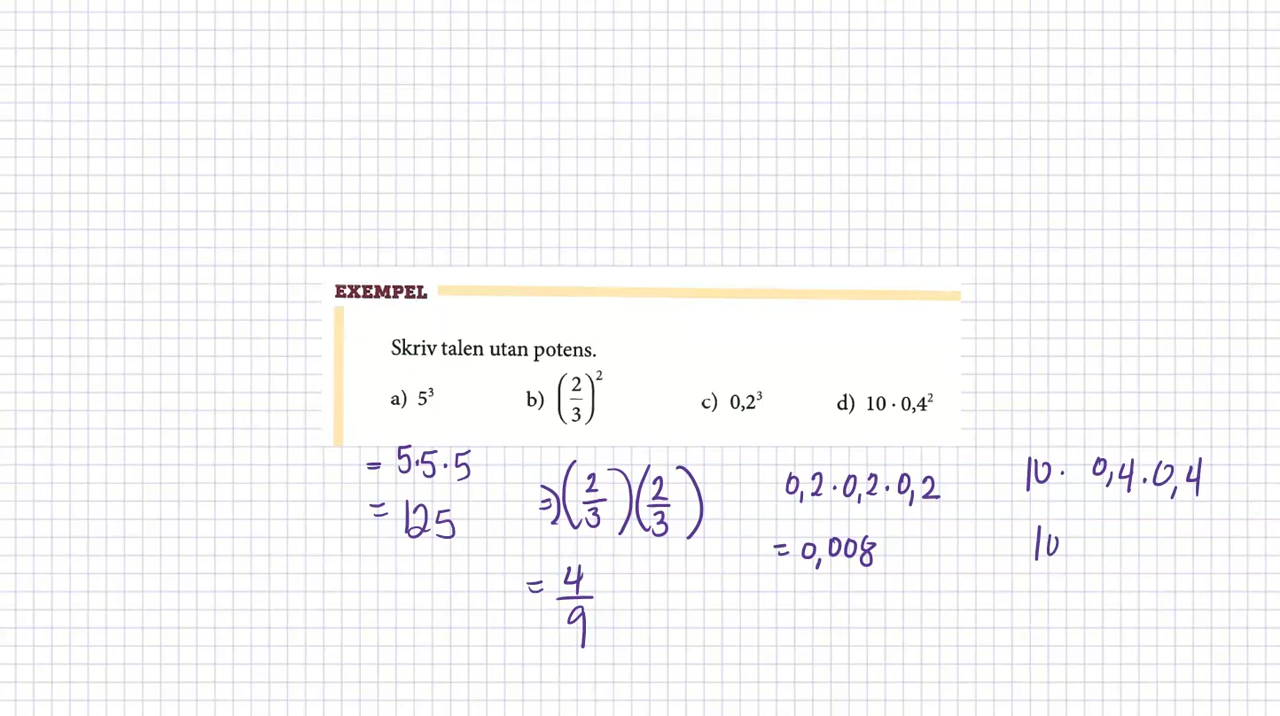 EXEMPEL
Skriv talen utan potens.
a) 5³ b) (2/3)² c) 0,2³ d) 10 · 0,4²
= 5·5·5
= 125
⇒ (2/3)(2/3)
= 4/9
0,2·0,2·0,2
= 0,008
10 · 0,4·0,4
10